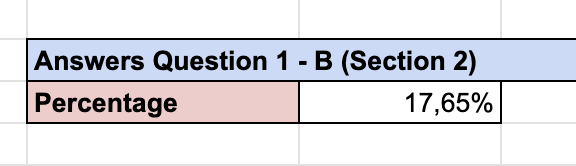 Answers Question 1 - B (Section 2)
Percentage 17,65%